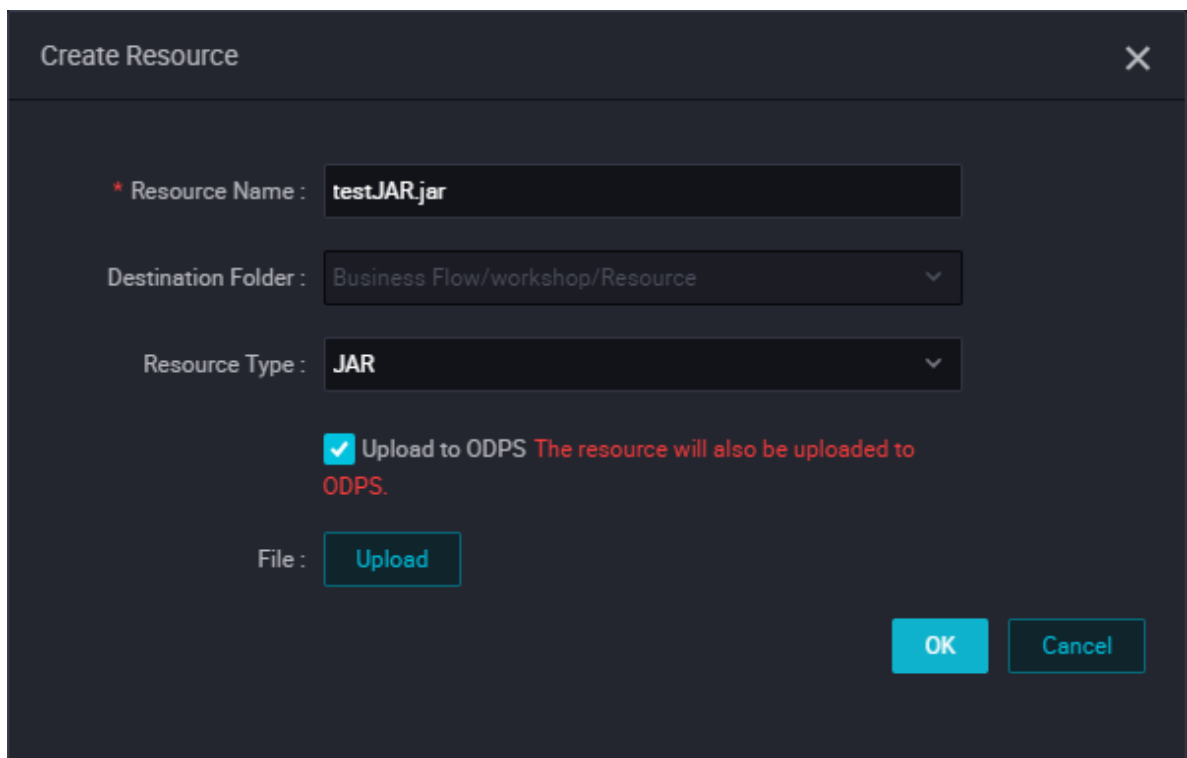 Create Resource
* Resource Name : testJAR.jar
Destination Folder : Business Flow/workshop/Resource
Resource Type : JAR
Upload to ODPS The resource will also be uploaded to
ODPS.
File : Upload
OK Cancel